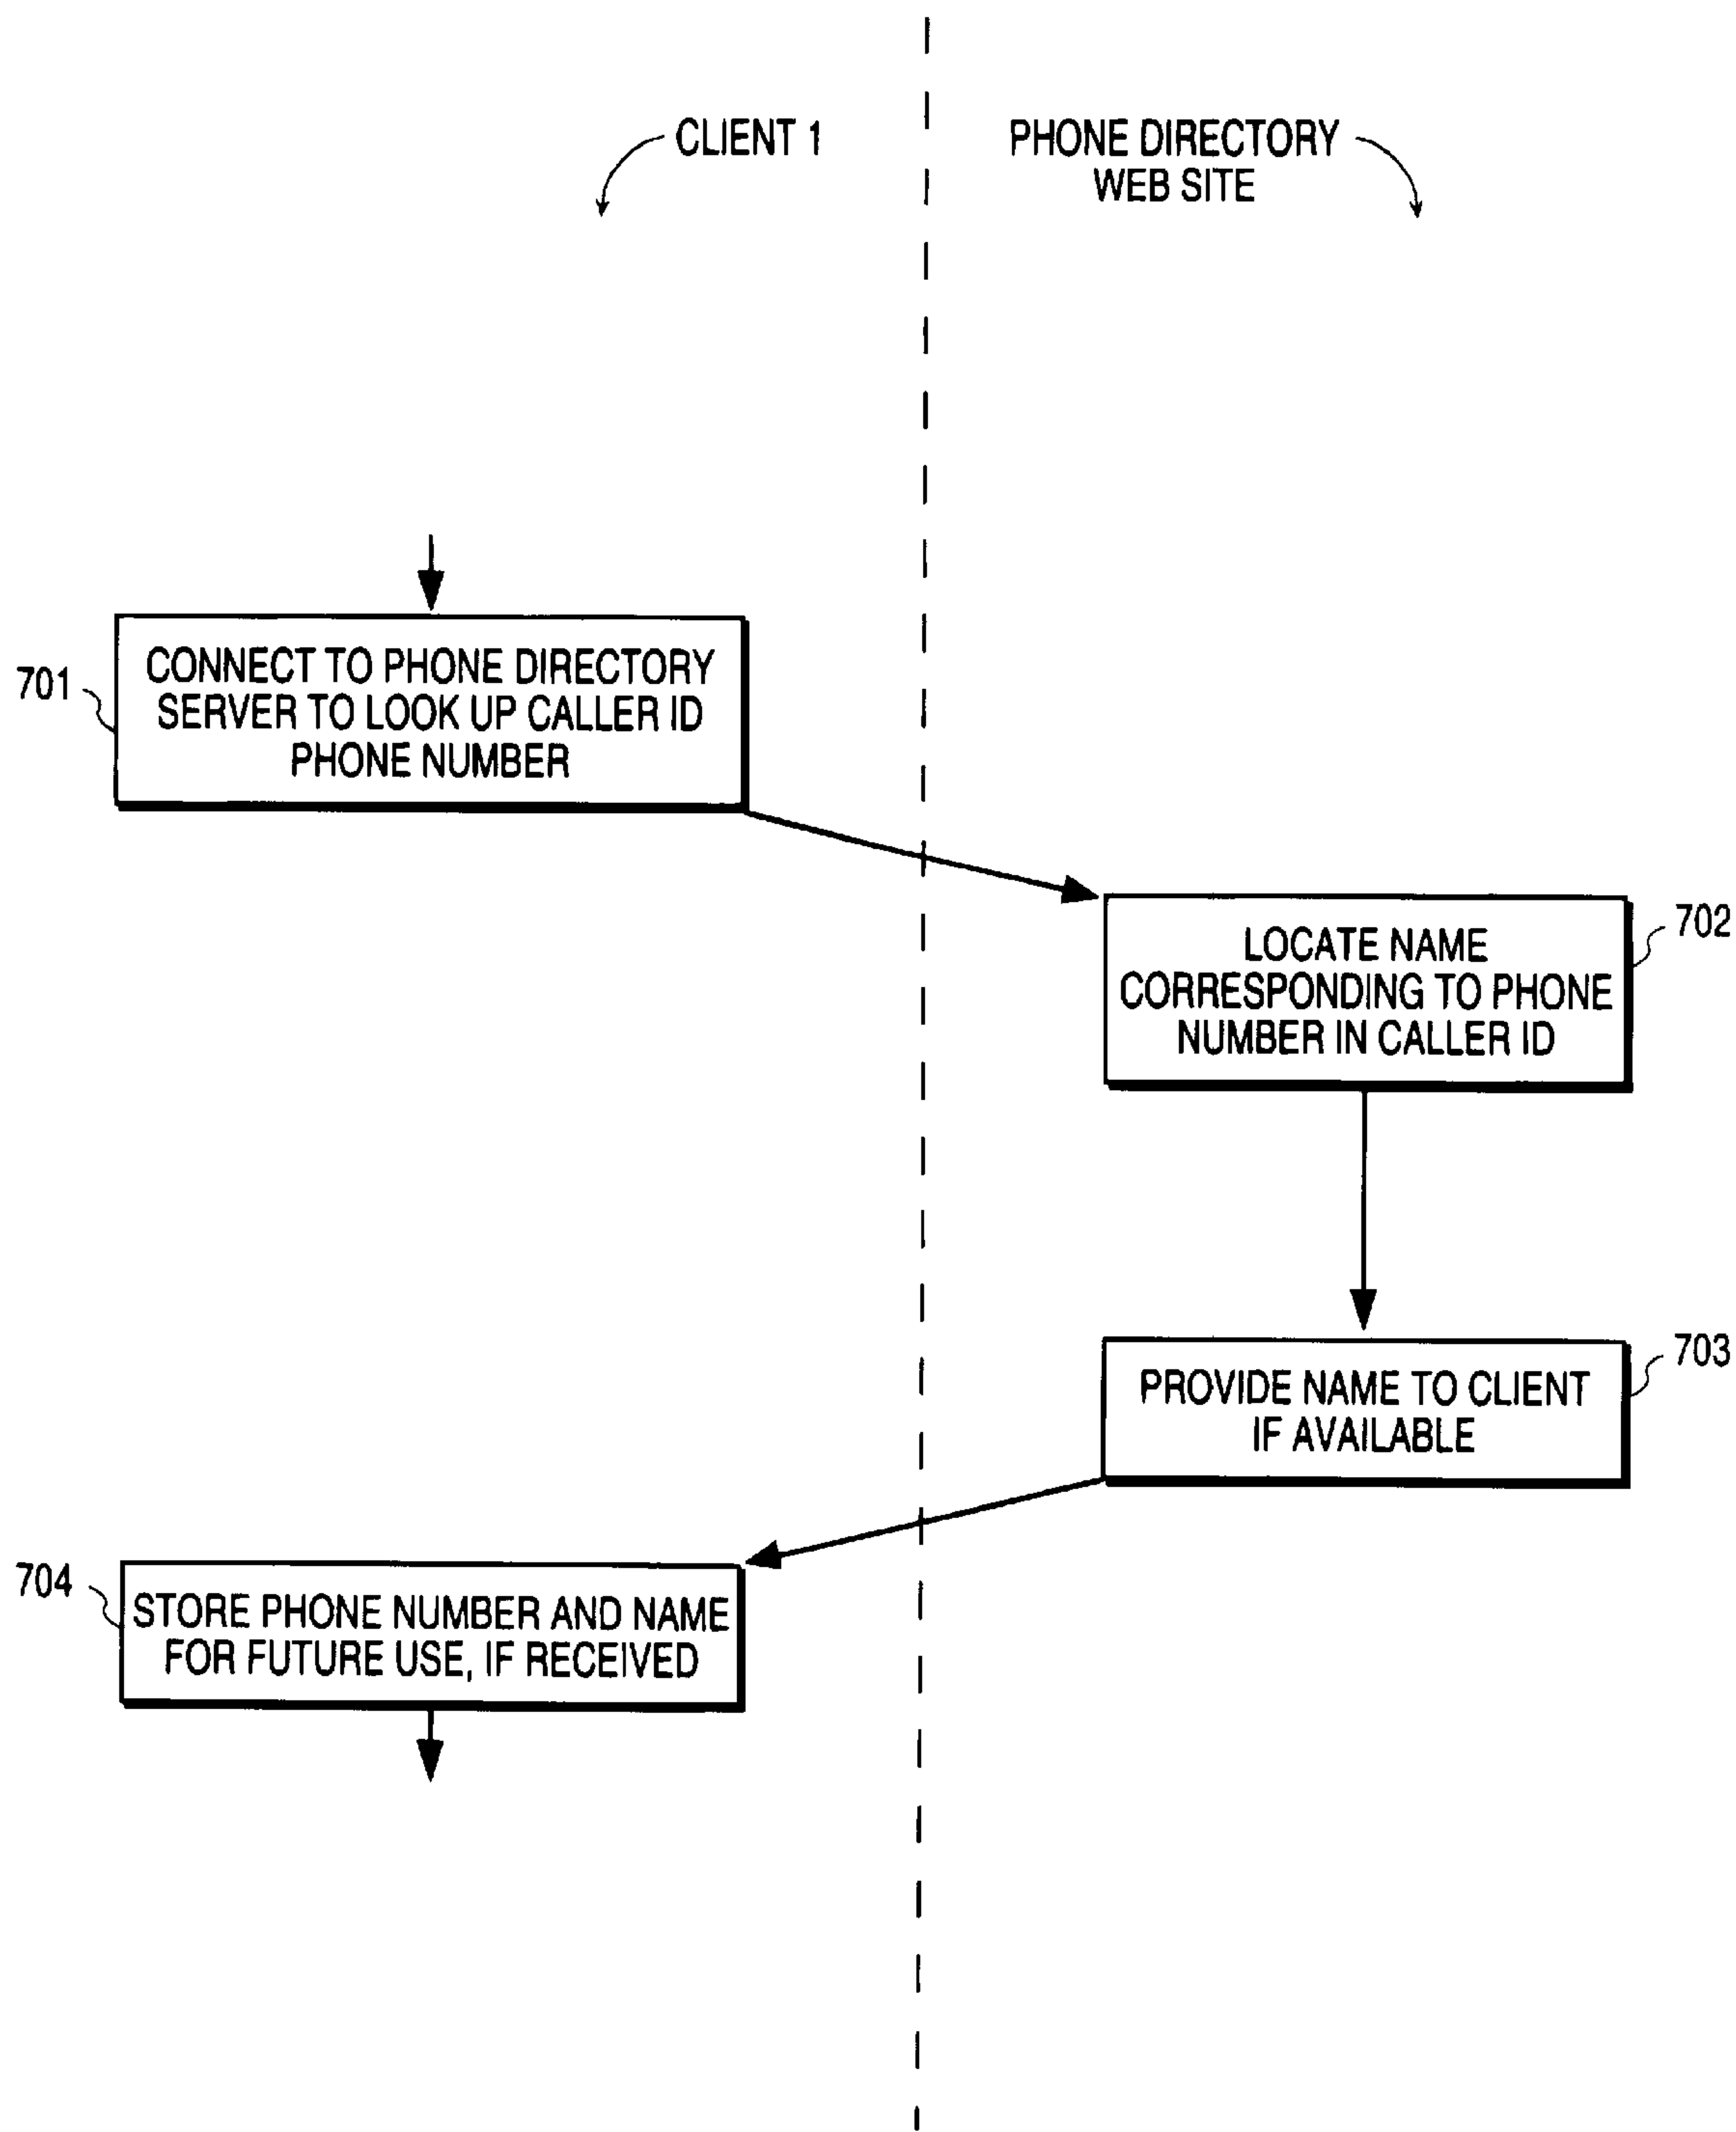 CLIENT 1
PHONE DIRECTORY
WEB SITE
701
CONNECT TO PHONE DIRECTORY
SERVER TO LOOK UP CALLER ID
PHONE NUMBER
702
LOCATE NAME
CORRESPONDING TO PHONE
NUMBER IN CALLER ID
703
PROVIDE NAME TO CLIENT
IF AVAILABLE
704
STORE PHONE NUMBER AND NAME
FOR FUTURE USE, IF RECEIVED